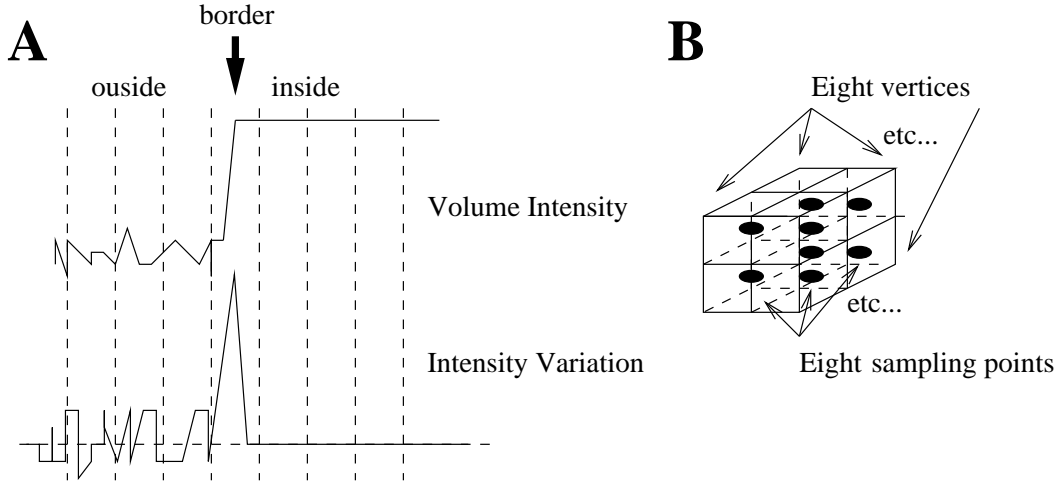 A
border
ouside
inside
Volume Intensity
Intensity Variation
B
Eight vertices
etc...
etc...
Eight sampling points